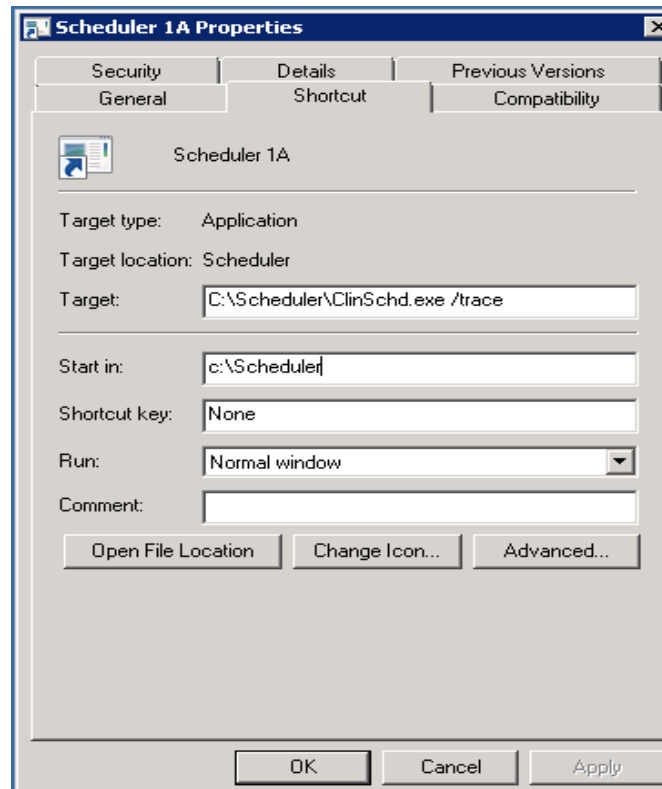 Scheduler 1A Properties
Security Details Previous Versions
General Shortcut Compatibility
Scheduler 1A
Target type: Application
Target location: Scheduler
Target: C:\Scheduler\ClinSchd.exe /trace
Start in: c:\Scheduler
Shortcut key: None
Run: Normal window
Comment:
Open File Location Change Icon... Advanced...
OK Cancel Apply